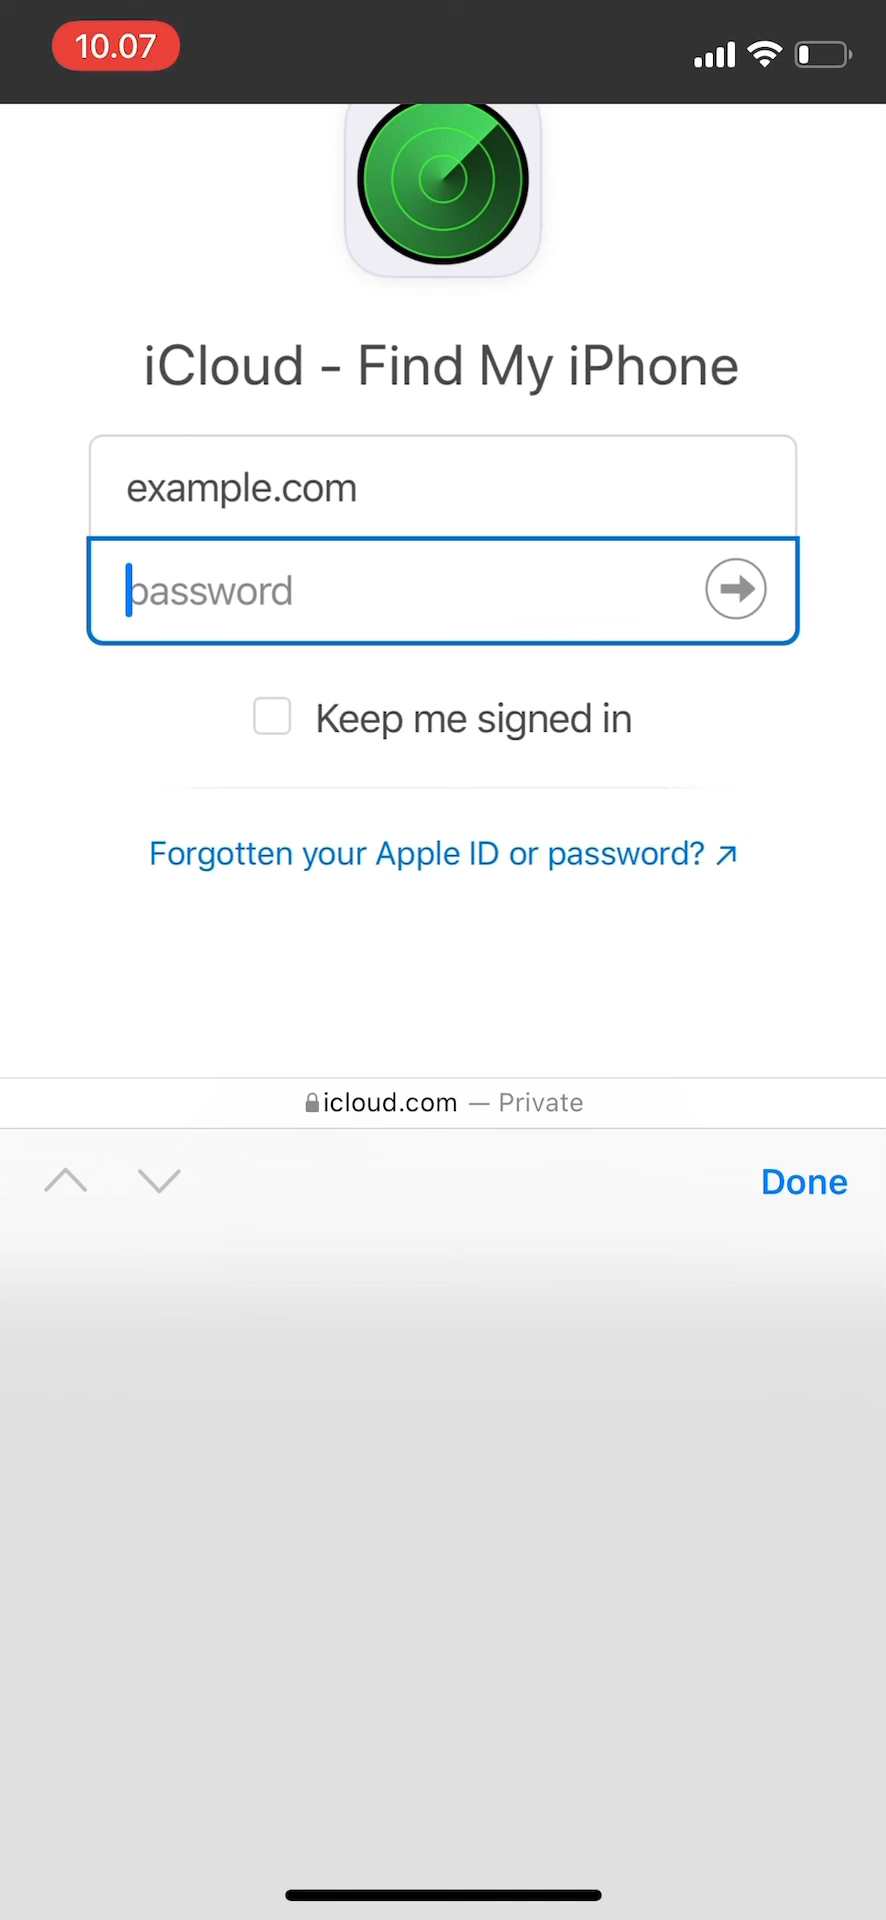 10.07
iCloud - Find My iPhone
example.com
password
Keep me signed in
Forgotten your Apple ID or password? ↗
icloud.com — Private
Done